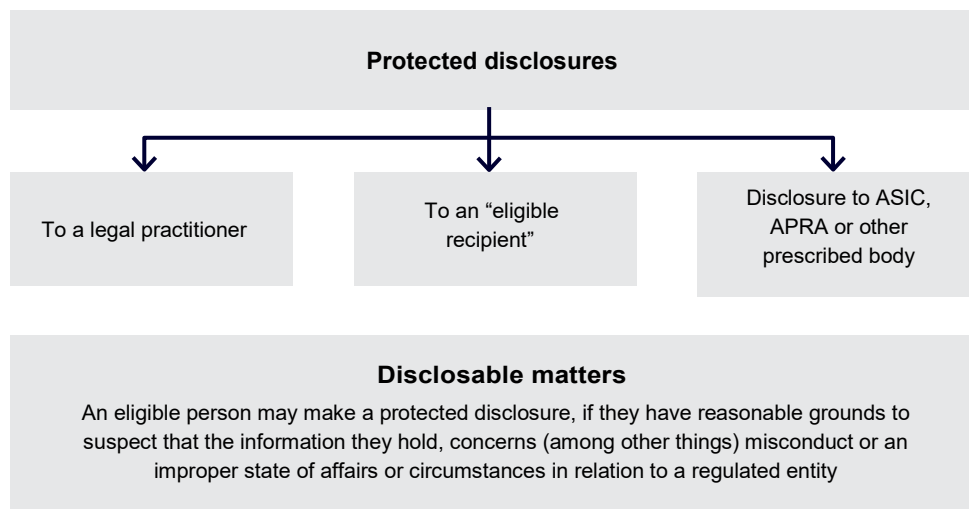 Protected disclosures
To a legal practitioner
To an “eligible
recipient”
Disclosure to ASIC,
APRA or other
prescribed body
Disclosable matters
An eligible person may make a protected disclosure, if they have reasonable grounds to
suspect that the information they hold, concerns (among other things) misconduct or an
improper state of affairs or circumstances in relation to a regulated entity